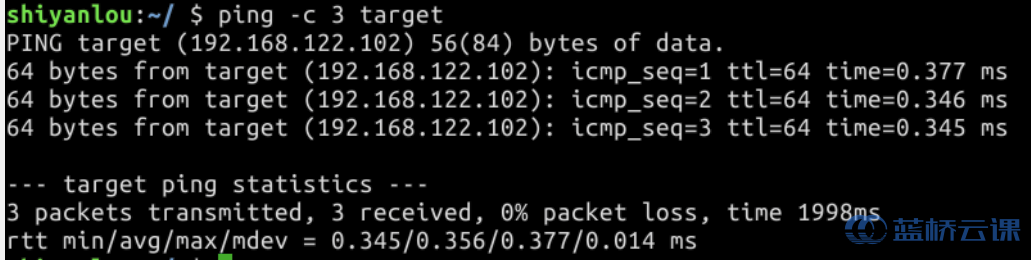 shiyanlou:~/ $ ping -c 3 target
PING target (192.168.122.102) 56(84) bytes of data.
64 bytes from target (192.168.122.102): icmp_seq=1 ttl=64 time=0.377 ms
64 bytes from target (192.168.122.102): icmp_seq=2 ttl=64 time=0.346 ms
64 bytes from target (192.168.122.102): icmp_seq=3 ttl=64 time=0.345 ms
--- target ping statistics ---
3 packets transmitted, 3 received, 0% packet loss, time 1998ms
rtt min/avg/max/mdev = 0.345/0.356/0.377/0.014 ms
蓝桥云课